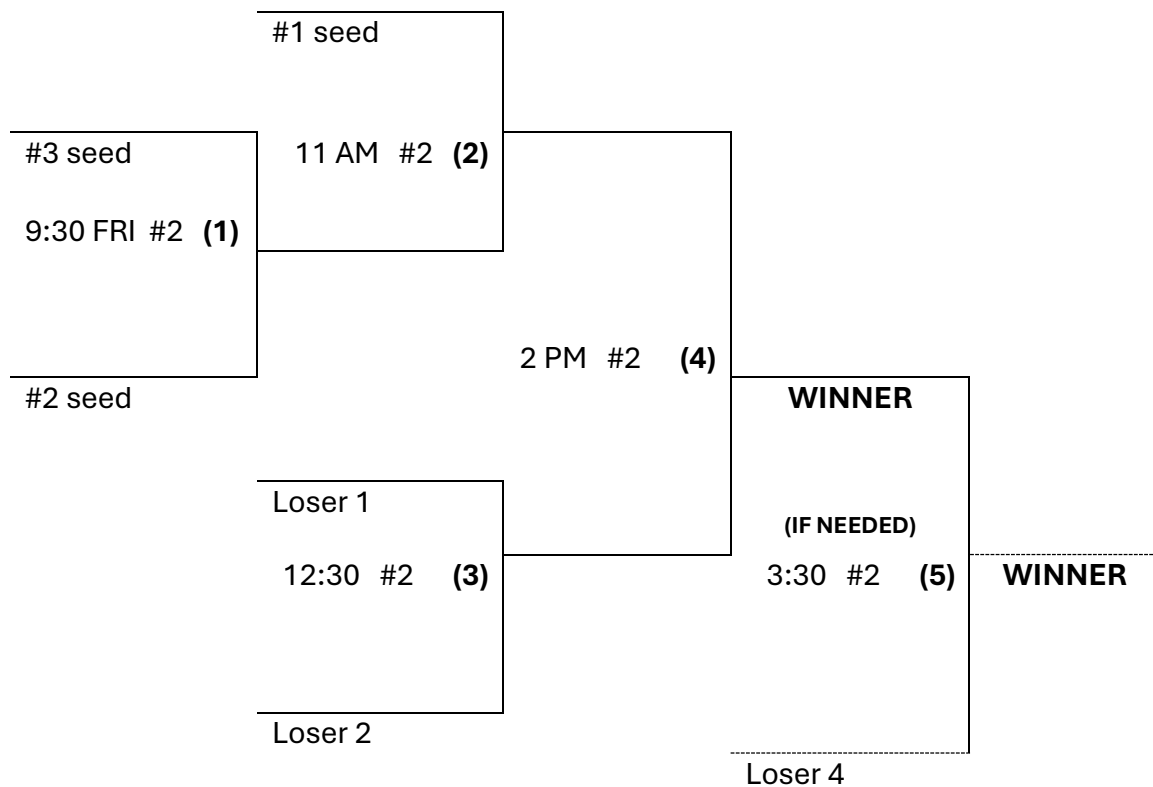 #1 seed
#3 seed
11 AM #2 (2)
9:30 FRI #2 (1)
2 PM #2 (4)
#2 seed
WINNER
Loser 1
(IF NEEDED)
12:30 #2 (3)
3:30 #2 (5)
WINNER
Loser 2
Loser 4